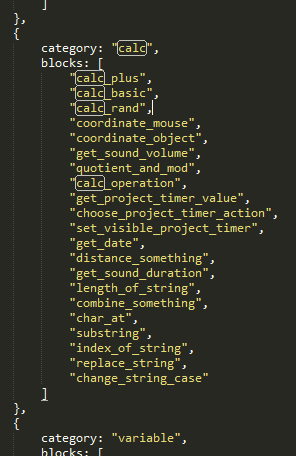 ]
},
{
    category: "calc",
    blocks: [
        "calc_plus",
        "calc_basic",
        "calc_rand",
        "coordinate_mouse",
        "coordinate_object",
        "get_sound_volume",
        "quotient_and_mod",
        "calc_operation",
        "get_project_timer_value",
        "choose_project_timer_action",
        "set_visible_project_timer",
        "get_date",
        "distance_something",
        "get_sound_duration",
        "length_of_string",
        "combine_something",
        "char_at",
        "substring",
        "index_of_string",
        "replace_string",
        "change_string_case"
    ]
},
{
    category: "variable",
    blocks: [